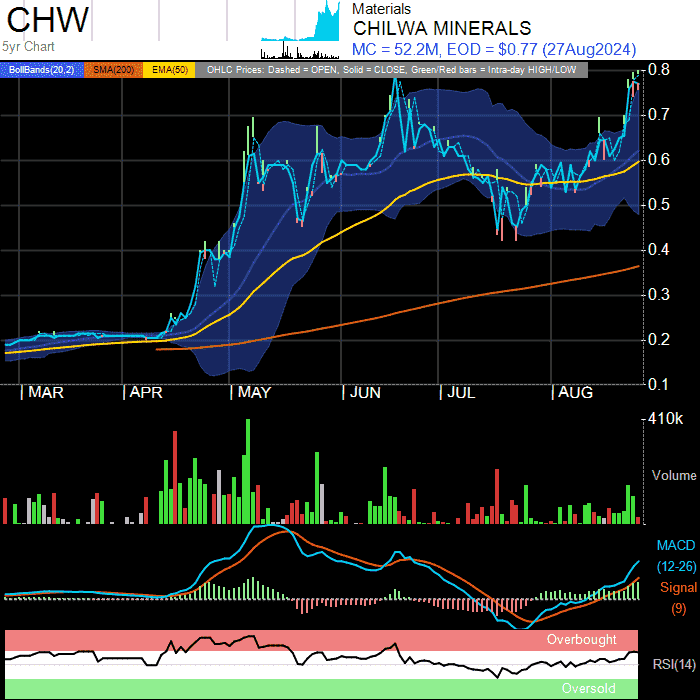 CHW
5yr Chart
Materials
CHILWA MINERALS
MC = 52.2M, EOD = $0.77 (27Aug2024)
BollBands(20,2) SMA(200) EMA(50) OHLC Prices: Dashed = OPEN, Solid = CLOSE, Green/Red bars = Intra-day HIGH/LOW
0.8
0.7
0.6
0.5
0.4
0.3
0.2
0.1
MAR APR MAY JUN JUL AUG
410k
Volume
MACD
(12-26)
Signal
(9)
Overbought
RSI(14)
Oversold